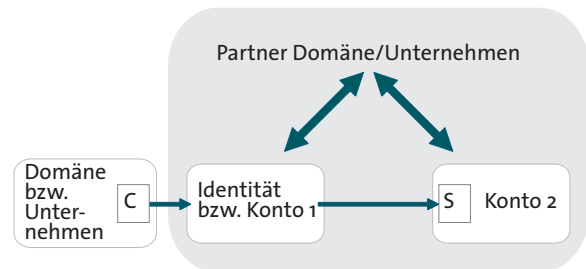 Partner Domäne/Unternehmen
Domäne
bzw.
Unter-
nehmen
C
Identität
bzw. Konto 1
S
Konto 2